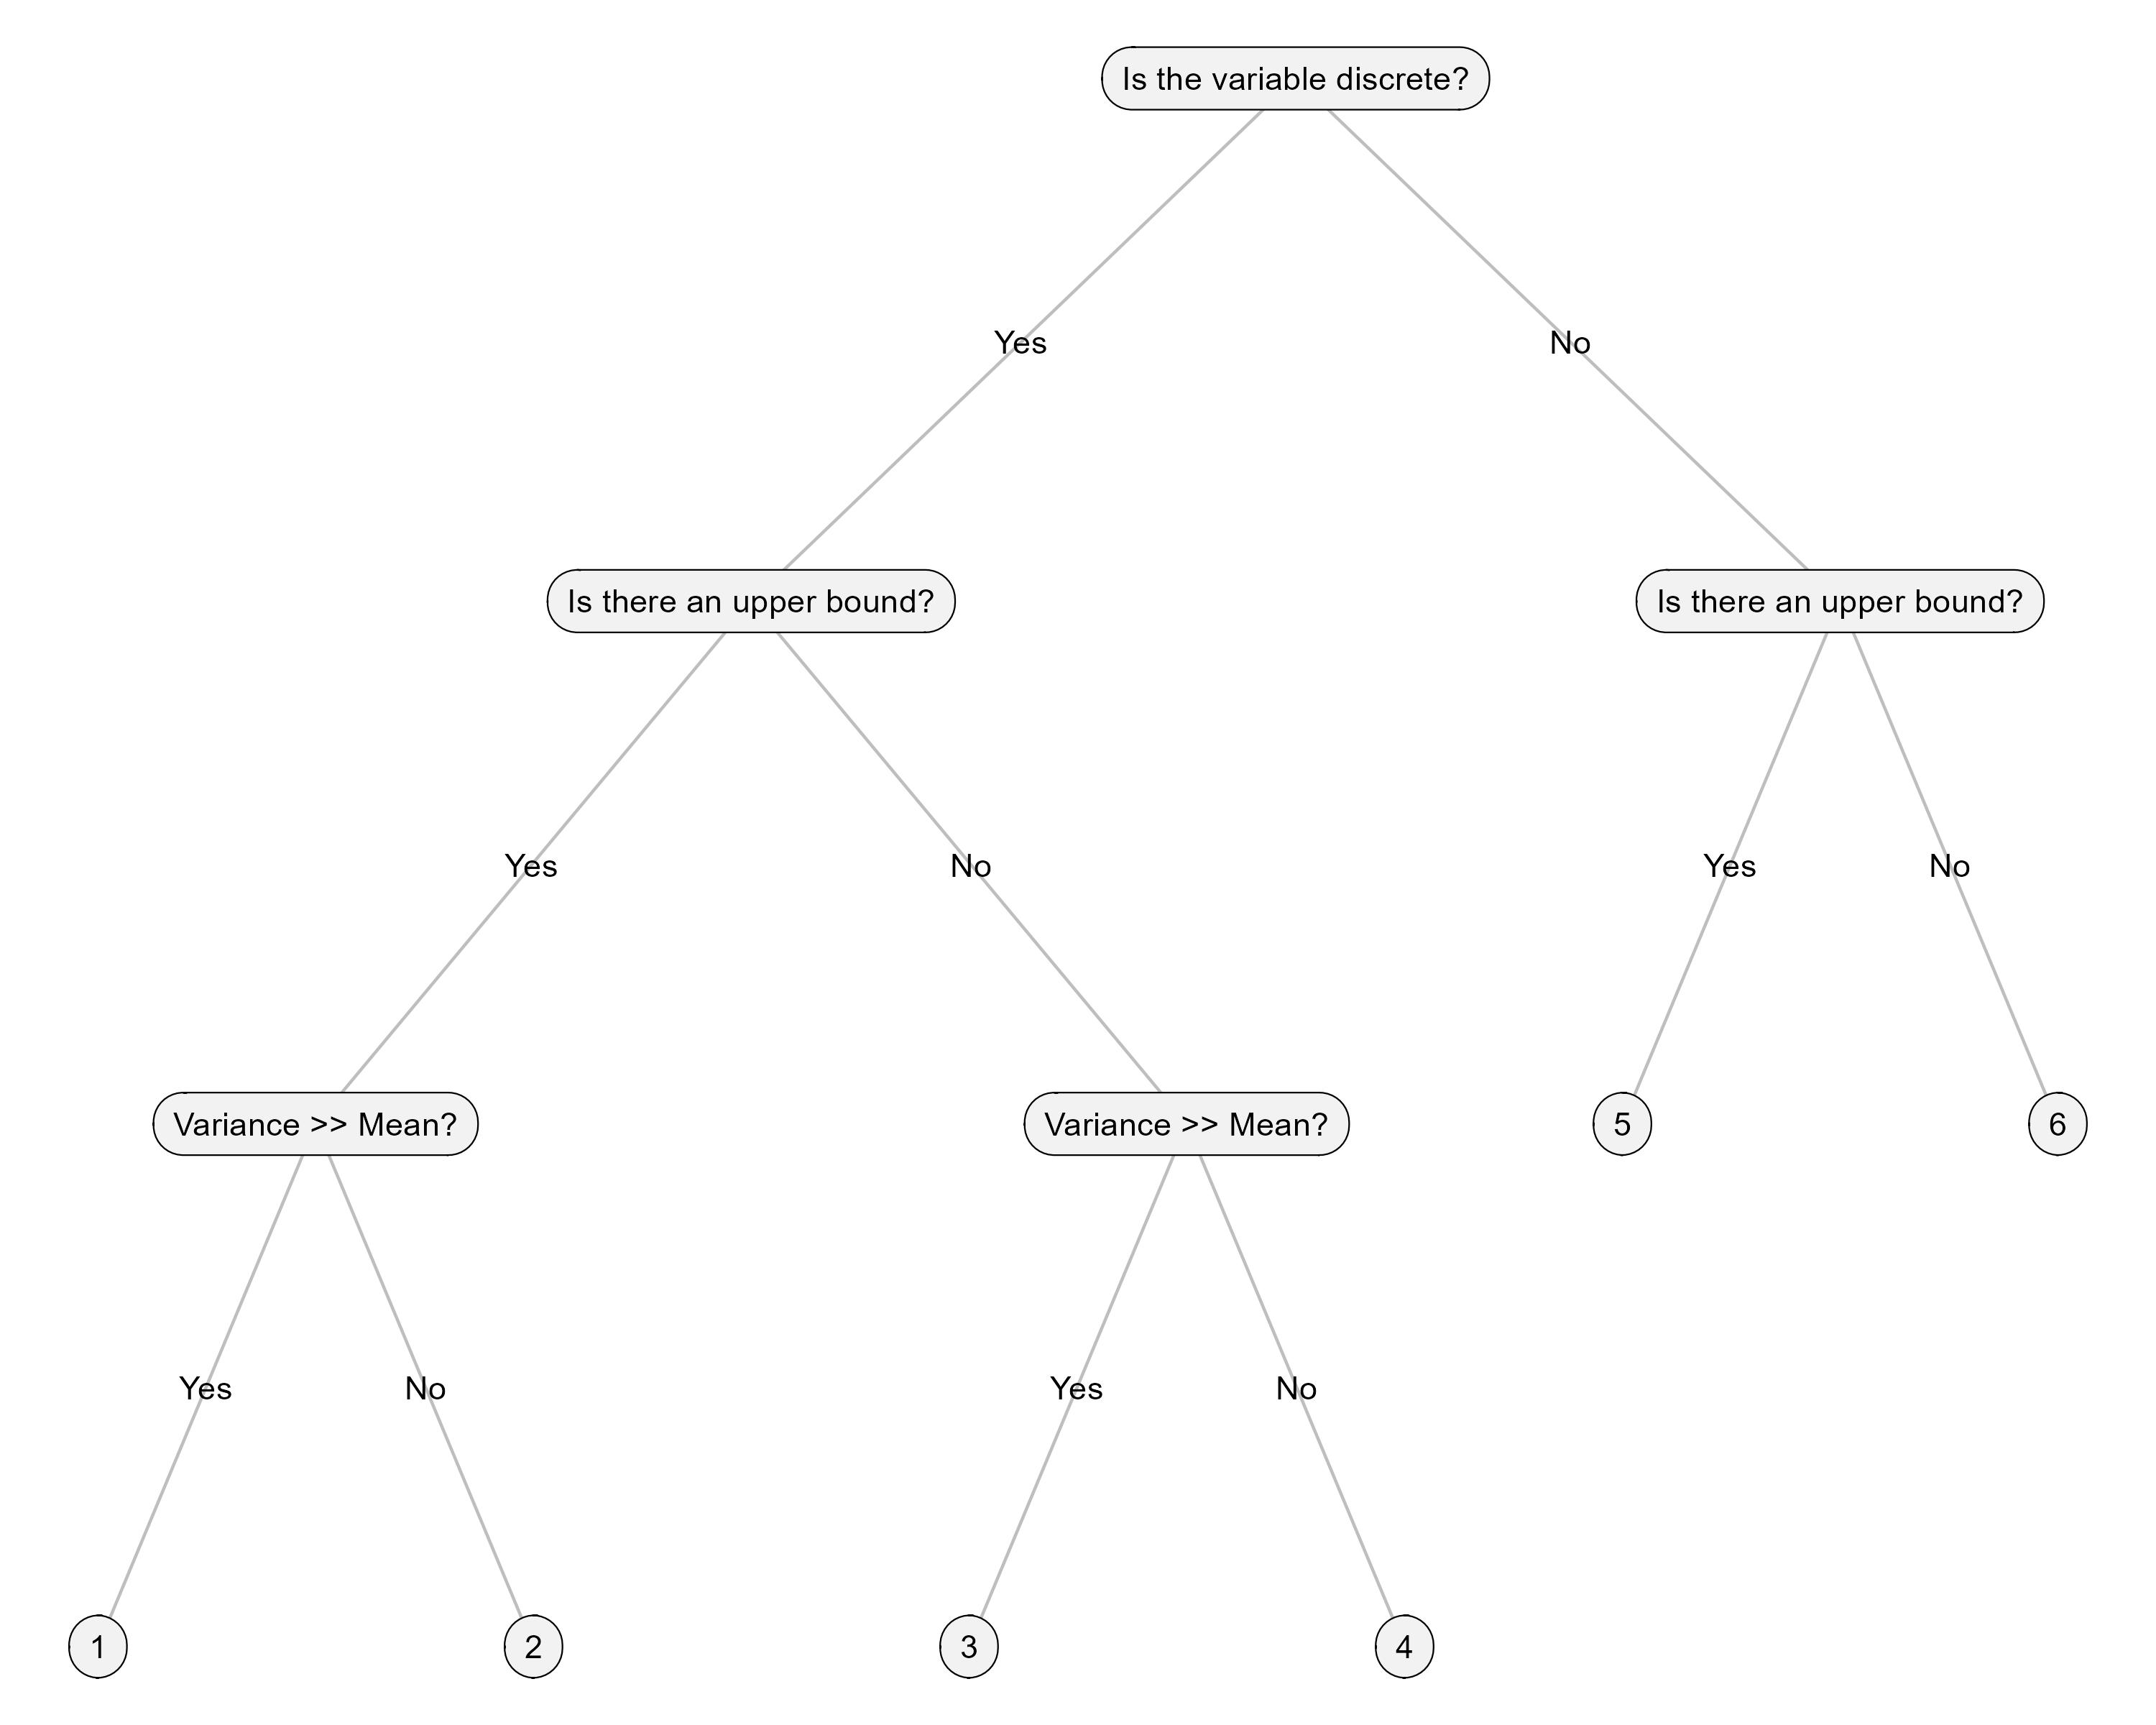 Is the variable discrete?
Yes
No
Is there an upper bound?
Is there an upper bound?
Yes
No
Yes
No
Variance >> Mean?
Variance >> Mean?
5
6
Yes
No
Yes
No
1
2
3
4